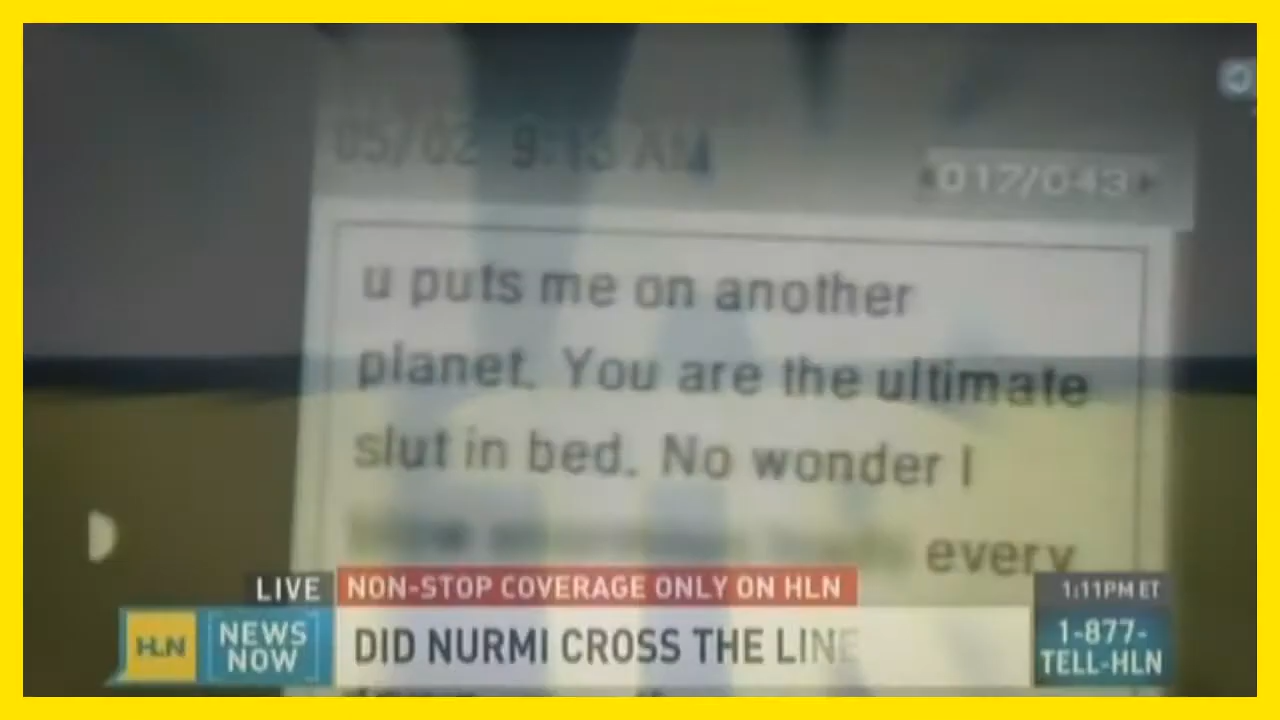 05/02 9:13 AM
012/043
u puts me on another
planet. You are the ultimate
slut in bed. No wonder I
every
LIVE
NON-STOP COVERAGE ONLY ON HLN
1:11PM ET
HLN
NEWS
NOW
DID NURMI CROSS THE LINE
1-877-
TELL-HLN